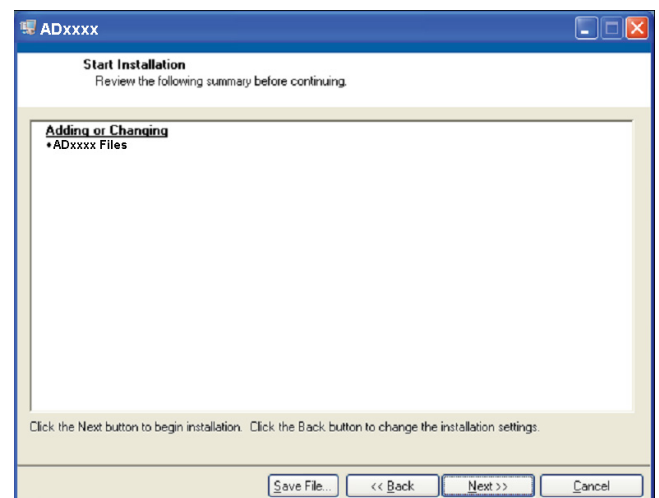 ADxxxx
Start Installation
Review the following summary before continuing.
Adding or Changing
•ADxxxx Files
Click the Next button to begin installation. Click the Back button to change the installation settings.
Save File... << Back Next >> Cancel